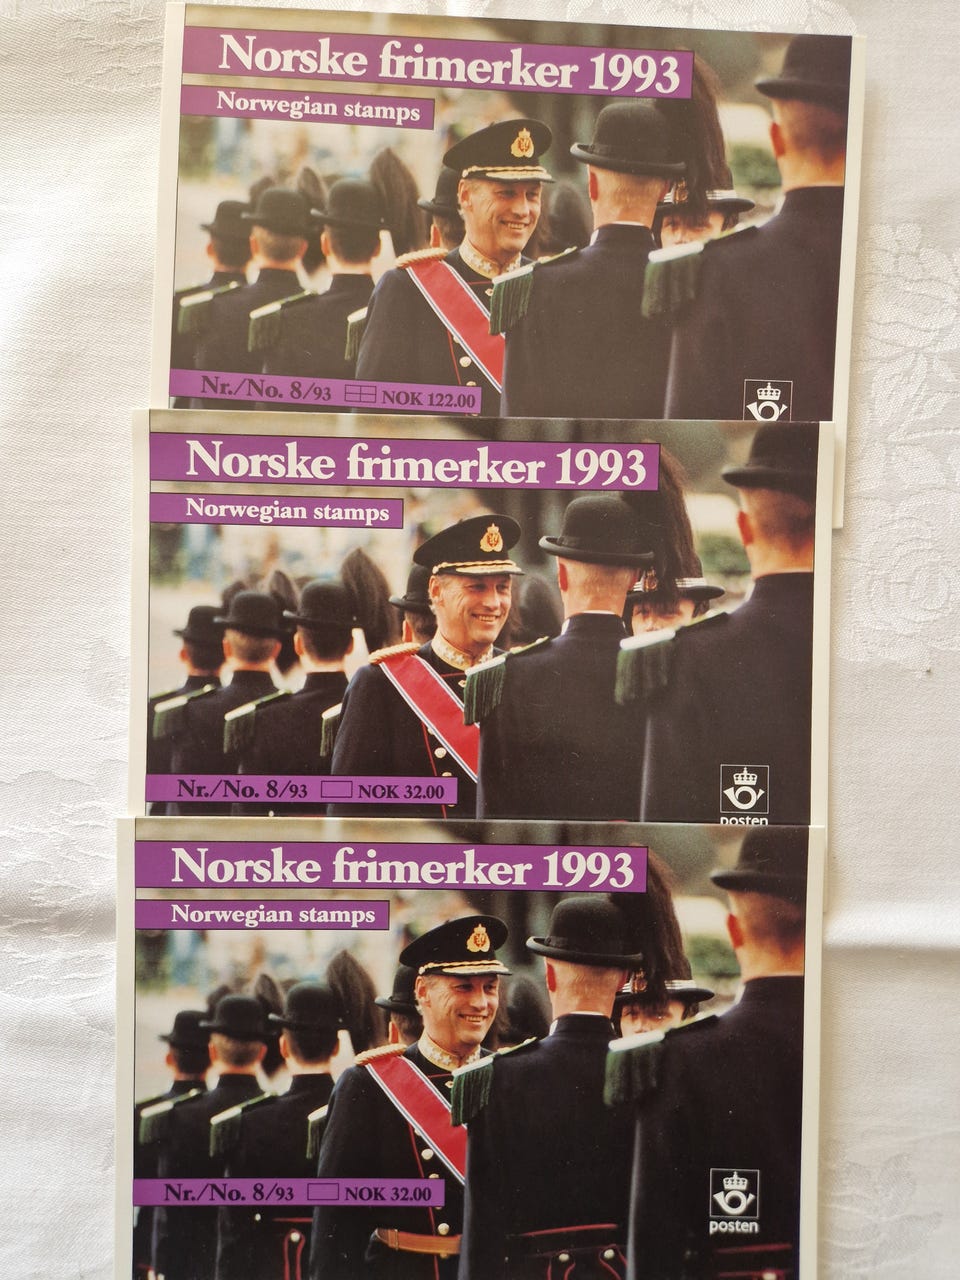 Norske frimerker 1993
Norwegian stamps
Nr./No. 8/93 NOK 122.00
Norske frimerker 1993
Norwegian stamps
Nr./No. 8/93 NOK 32.00
posten
Norske frimerker 1993
Norwegian stamps
Nr./No. 8/93 NOK 32.00
posten